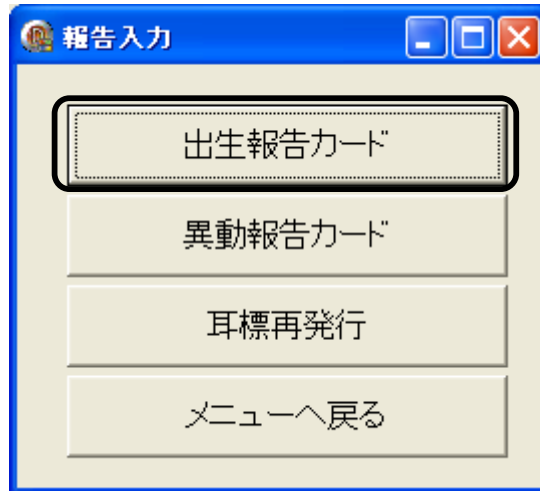 報告入力
出生報告カード
異動報告カード
耳標再発行
メニューへ戻る